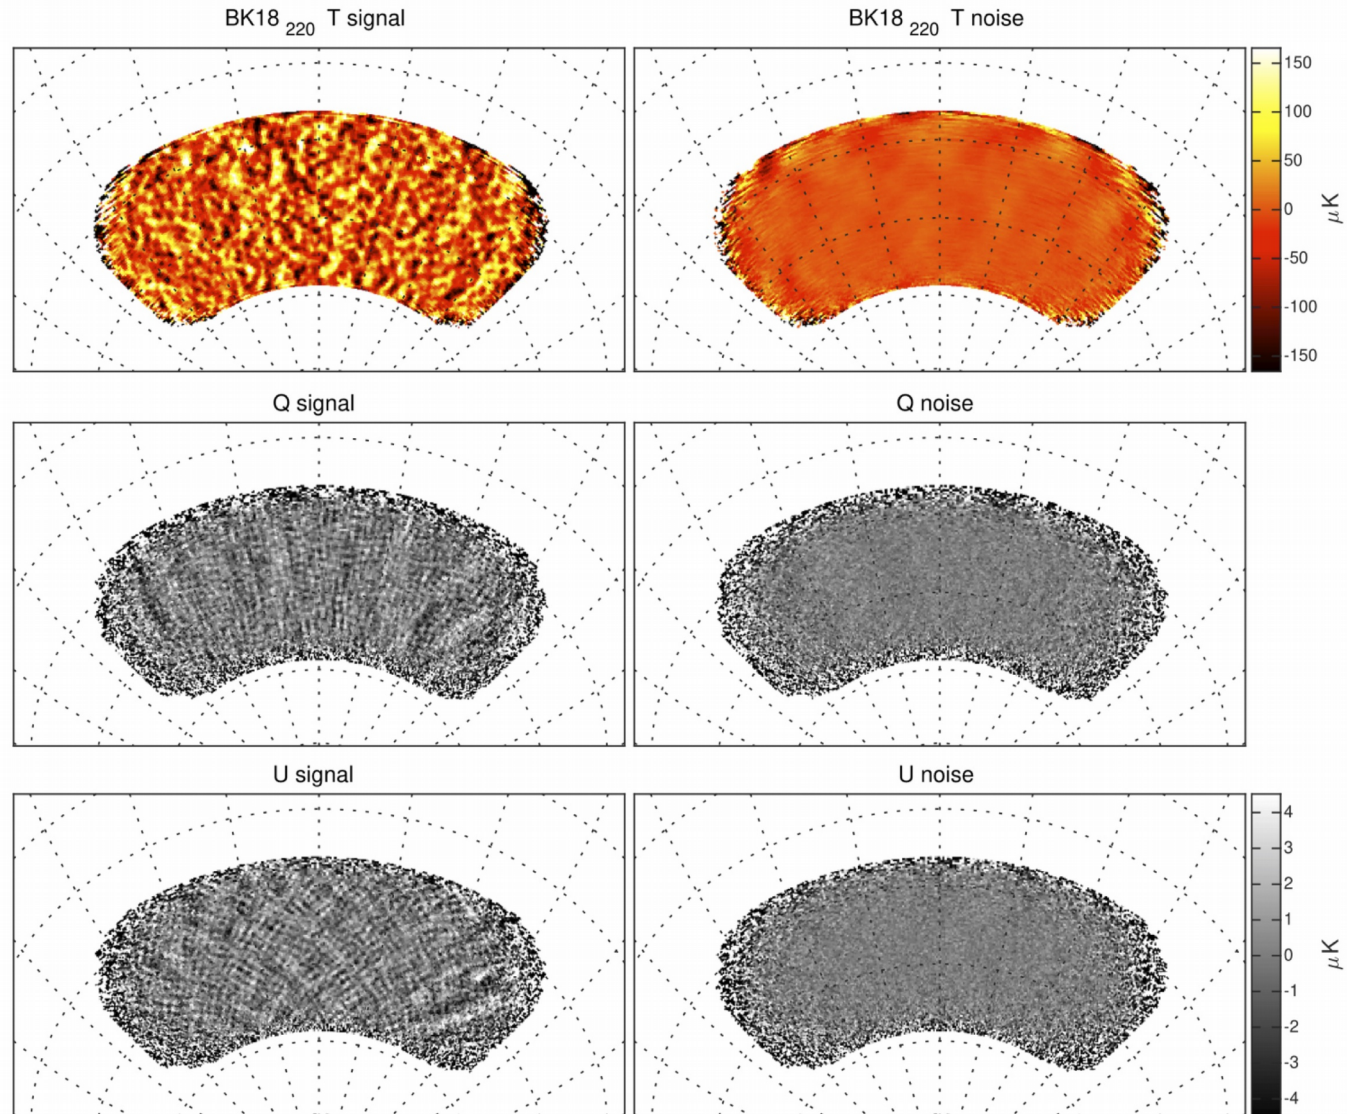 BK18 220 T signal
BK18 220 T noise
150
100
50
0
-50
-100
-150
μK
Q signal
Q noise
U signal
U noise
4
3
2
1
0
-1
-2
-3
-4
μK